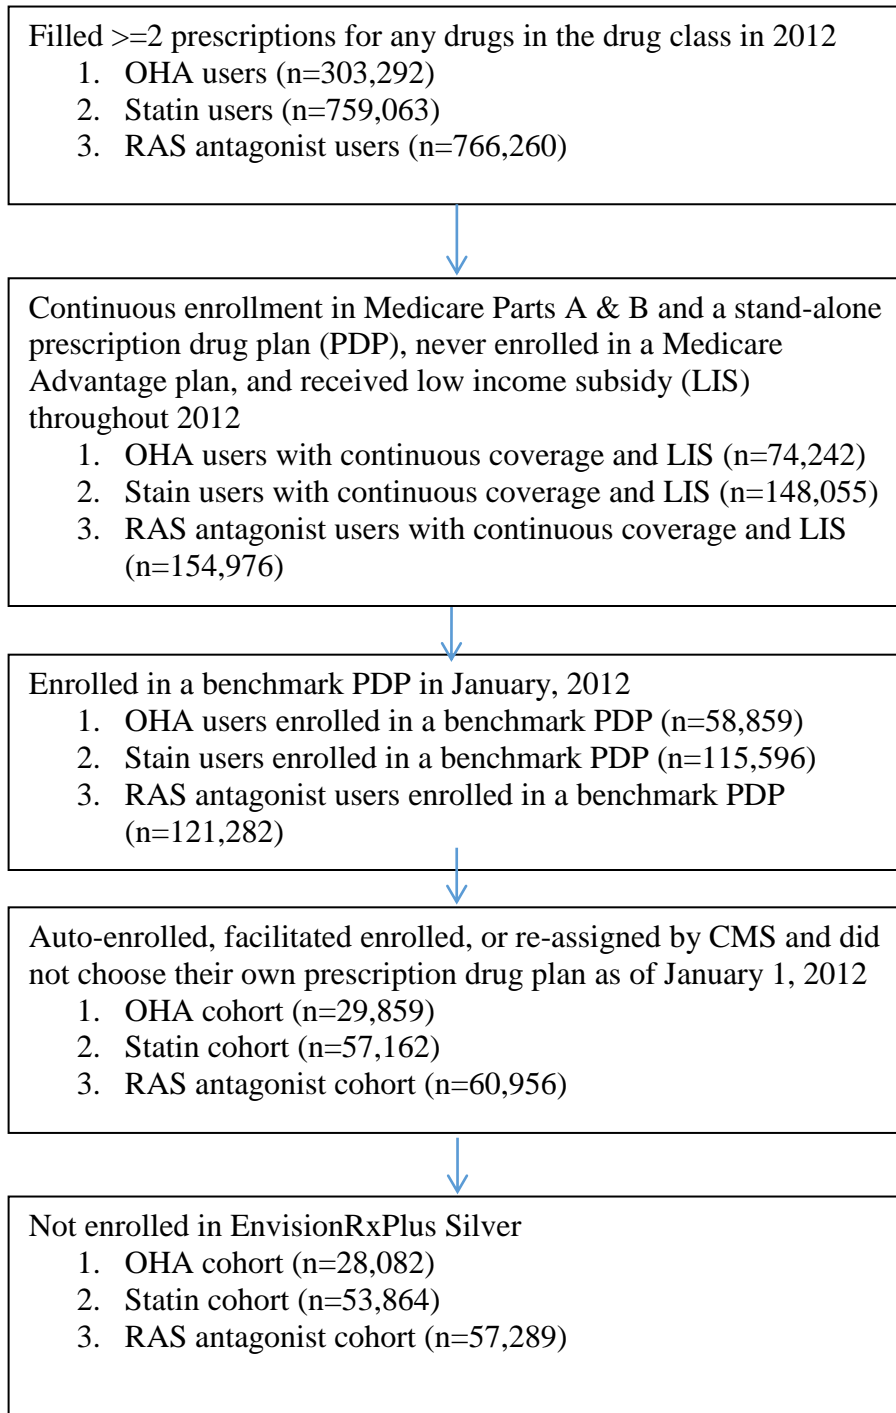 Filled >=2 prescriptions for any drugs in the drug class in 2012
1. OHA users (n=303,292)
2. Statin users (n=759,063)
3. RAS antagonist users (n=766,260)
Continuous enrollment in Medicare Parts A & B and a stand-alone
prescription drug plan (PDP), never enrolled in a Medicare
Advantage plan, and received low income subsidy (LIS)
throughout 2012
1. OHA users with continuous coverage and LIS (n=74,242)
2. Stain users with continuous coverage and LIS (n=148,055)
3. RAS antagonist users with continuous coverage and LIS
(n=154,976)
Enrolled in a benchmark PDP in January, 2012
1. OHA users enrolled in a benchmark PDP (n=58,859)
2. Stain users enrolled in a benchmark PDP (n=115,596)
3. RAS antagonist users enrolled in a benchmark PDP
(n=121,282)
Auto-enrolled, facilitated enrolled, or re-assigned by CMS and did
not choose their own prescription drug plan as of January 1, 2012
1. OHA cohort (n=29,859)
2. Statin cohort (n=57,162)
3. RAS antagonist cohort (n=60,956)
Not enrolled in EnvisionRxPlus Silver
1. OHA cohort (n=28,082)
2. Statin cohort (n=53,864)
3. RAS antagonist cohort (n=57,289)